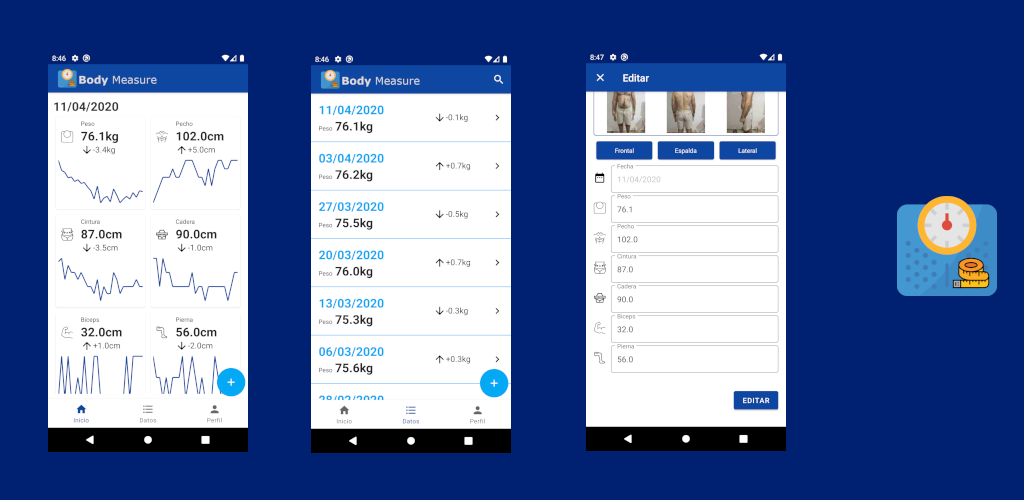 8:46
Body Measure
11/04/2020
Peso
76.1kg
-3.4kg
Pecho
102.0cm
+5.0cm
Cintura
87.0cm
-3.5cm
Cadera
90.0cm
-1.0cm
Biceps
32.0cm
+1.0cm
Pierna
56.0cm
-2.0cm
+
Inicio
Datos
Perfil
8:46
Body Measure
11/04/2020
Peso 76.1kg
-0.1kg
03/04/2020
Peso 76.2kg
+0.7kg
27/03/2020
Peso 75.5kg
-0.5kg
20/03/2020
Peso 76.0kg
+0.7kg
13/03/2020
Peso 75.3kg
-0.3kg
06/03/2020
Peso 75.6kg
+0.3kg
28/02/2020
+
Inicio
Datos
Perfil
8:47
Editar
Frontal
Espalda
Lateral
Fecha
11/04/2020
Peso
76.1
Pecho
102.0
Cintura
87.0
Cadera
90.0
Biceps
32.0
Pierna
56.0
EDITAR